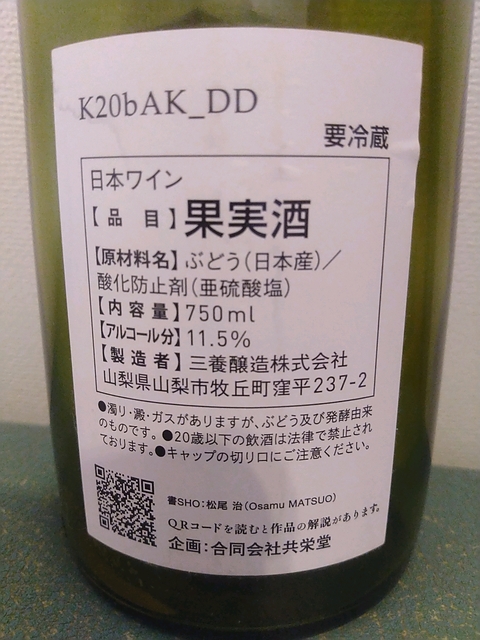 K20bAK_DD
要冷蔵
日本ワイン
【品 目】果実酒
【原材料名】ぶどう(日本産)／
酸化防止剤(亜硫酸塩)
【内容量】750ml
【アルコール分】11.5%
【製造者】三養醸造株式会社
山梨県山梨市牧丘町窪平237-2
●濁り・澱・ガスがありますが、ぶどう及び発酵由来
のものです。●20歳以下の飲酒は法律で禁止され
ております。●キャップの切り口にご注意ください。
書SHO：松尾 治(Osamu MATSUO)
QRコードを読むと作品の解説があります。
企画：合同会社共栄堂